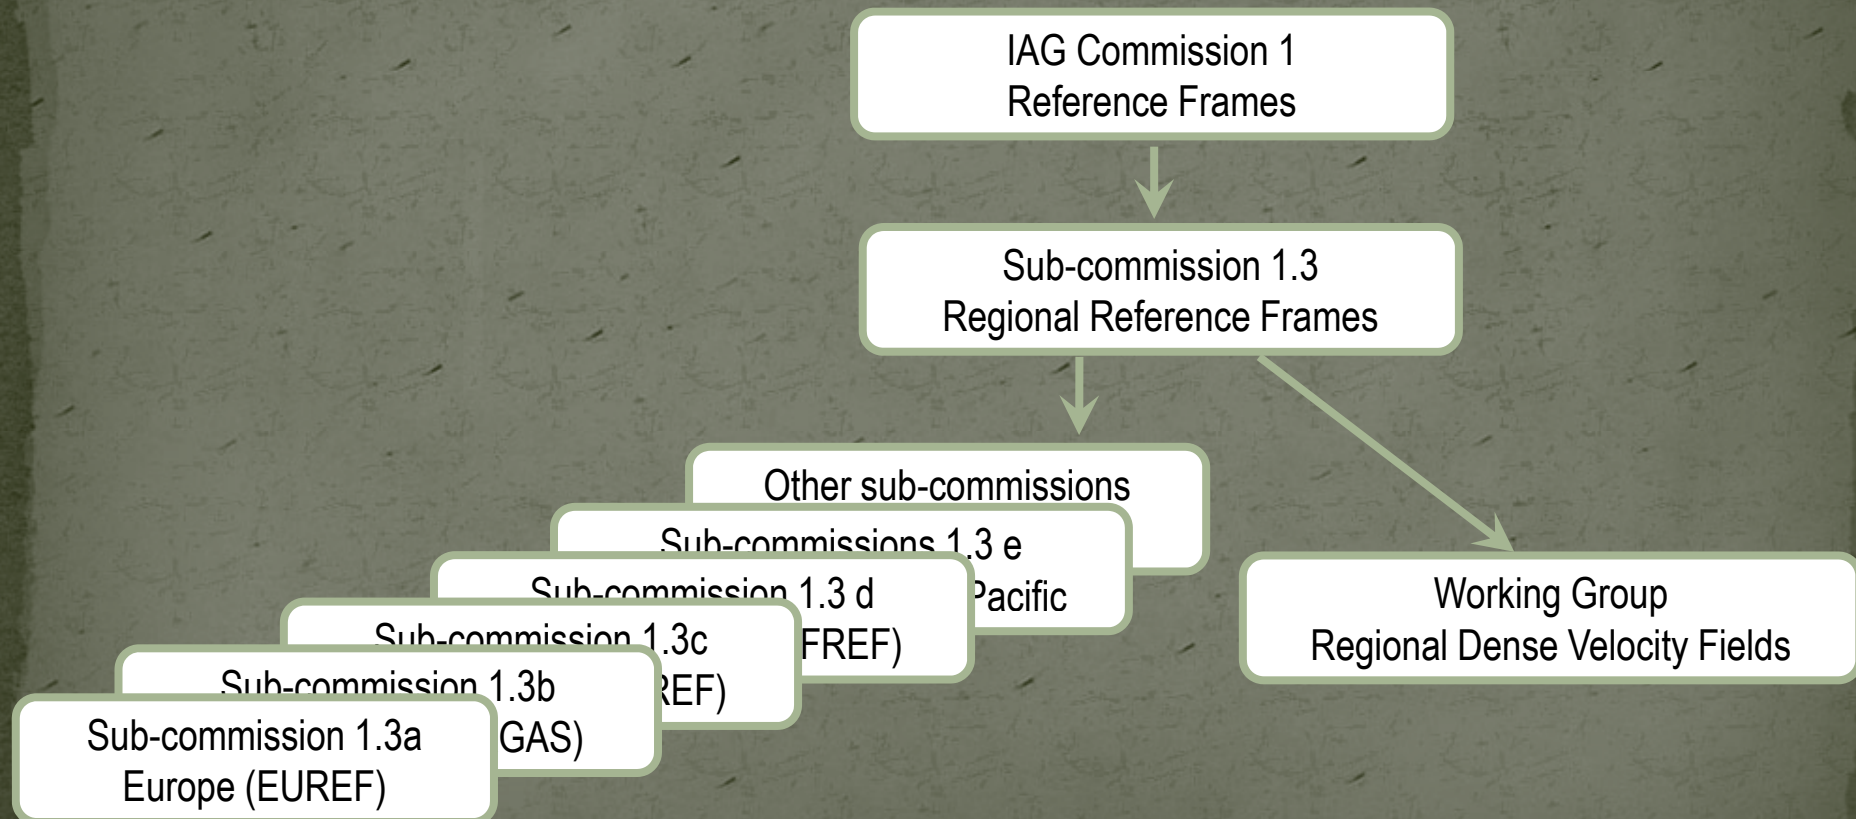 IAG Commission 1
Reference Frames
Sub-commission 1.3
Regional Reference Frames
Other sub-commissions
Sub-commissions 1.3 e
Pacific
Sub-commission 1.3 d
FREF)
Sub-commission 1.3c
REF)
Sub-commission 1.3b
GAS)
Sub-commission 1.3a
Europe (EUREF)
Working Group
Regional Dense Velocity Fields